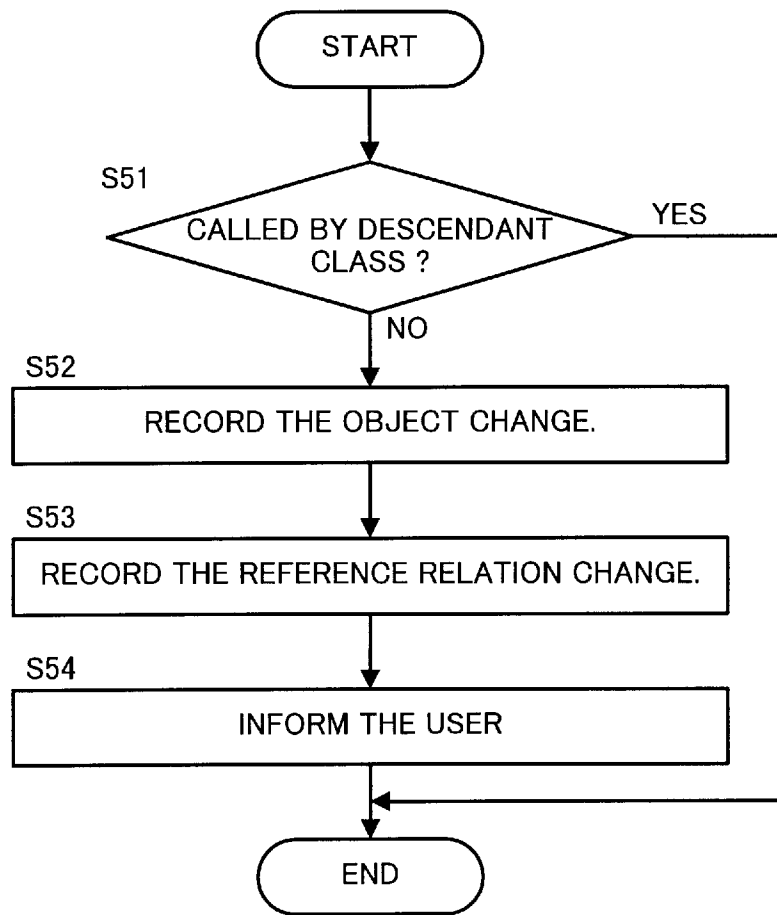 START
S51
CALLED BY DESCENDANT
CLASS ?
YES
NO
S52
RECORD THE OBJECT CHANGE.
S53
RECORD THE REFERENCE RELATION CHANGE.
S54
INFORM THE USER
END